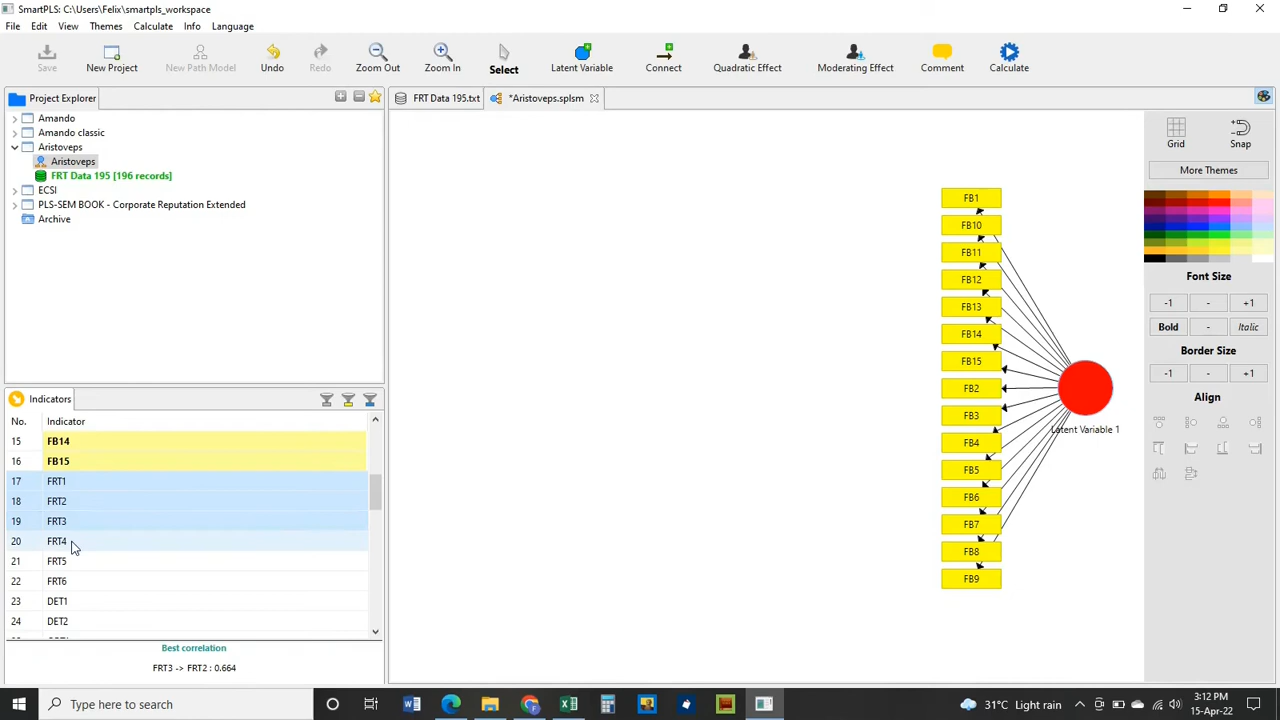 SmartPLS: C:\Users\Felix\smartpls_workspace
File Edit View Themes Calculate Info Language
Save New Project New Path Model Undo Redo Zoom Out Zoom In Select Latent Variable Connect Quadratic Effect Moderating Effect Comment Calculate
Project Explorer
FRT Data 195.txt *Aristoveps.splsm
Amando
Amando classic
Aristoveps
Aristoveps
FRT Data 195 [196 records]
ECSI
PLS-SEM BOOK - Corporate Reputation Extended
Archive
Indicators
No. Indicator
15 FB14
16 FB15
17 FRT1
18 FRT2
19 FRT3
20 FRT4
21 FRT5
22 FRT6
23 DET1
24 DET2
Best correlation
FRT3 -> FRT2 : 0.664
FB1
FB10
FB11
FB12
FB13
FB14
FB15
FB2
FB3
FB4
FB5
FB6
FB7
FB8
FB9
Latent Variable 1
Grid Snap
More Themes
Font Size
-1 - +1
Bold - Italic
Border Size
-1 - +1
Align
Type here to search
31°C Light rain
3:12 PM
15-Apr-22